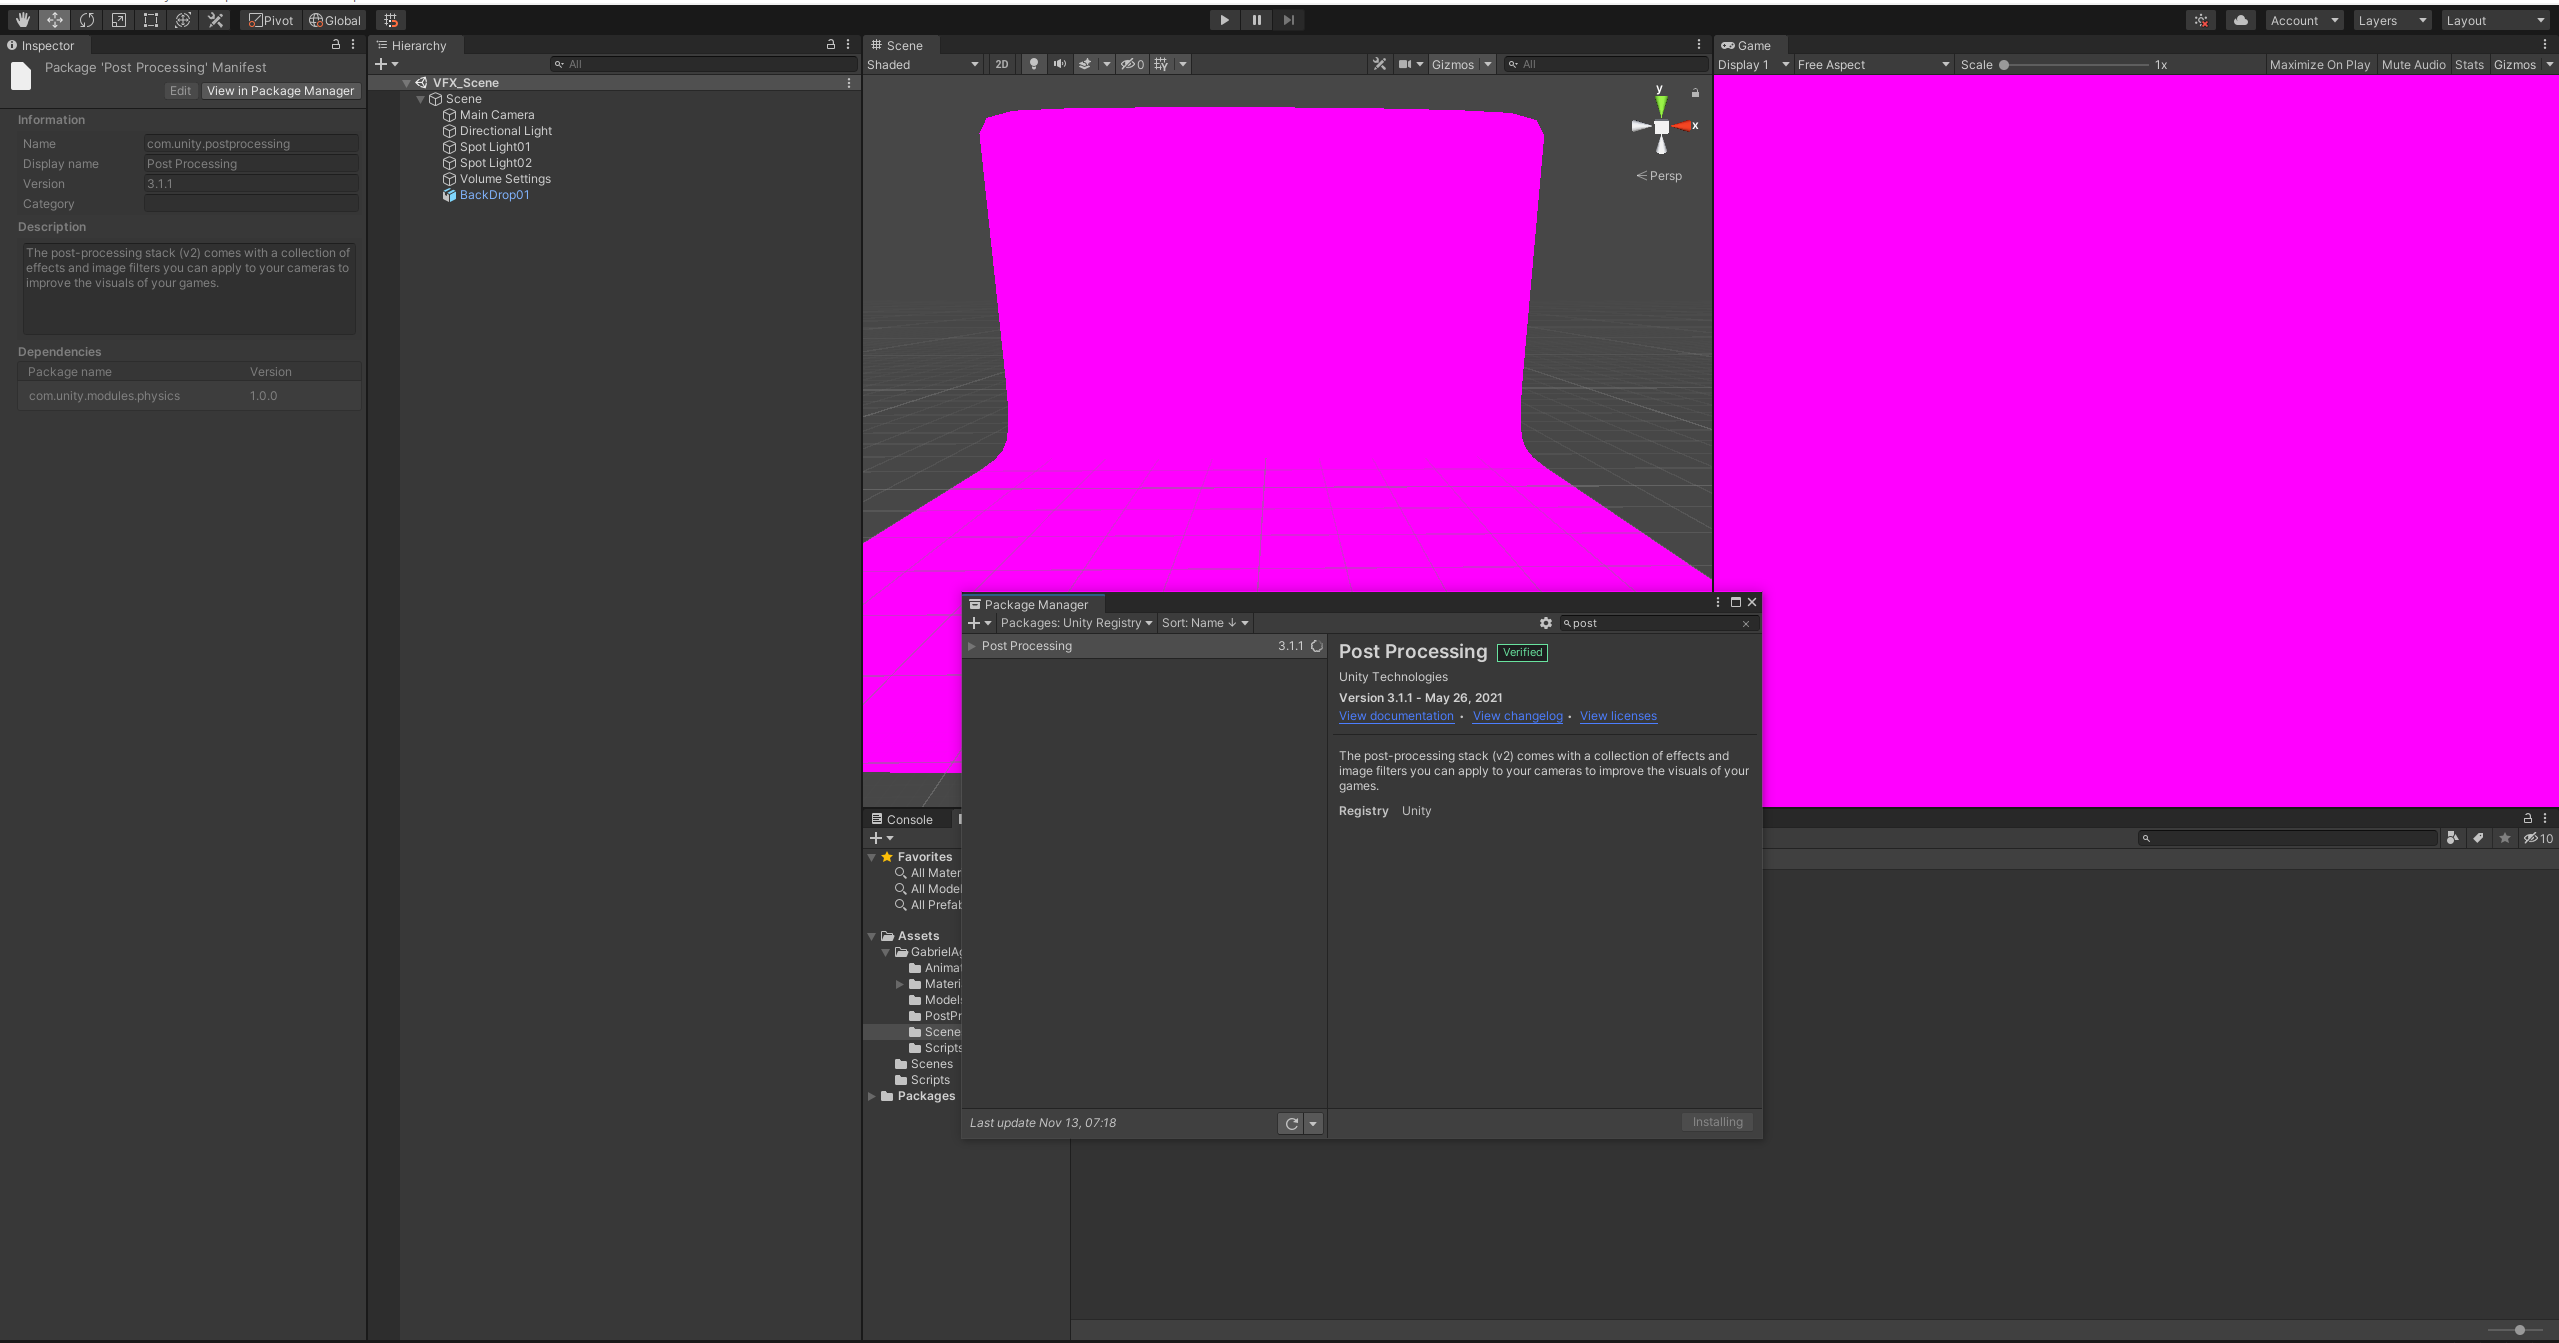 Pivot
Global
Account
Layers
Layout
Inspector
Package 'Post Processing' Manifest
Edit
View in Package Manager
Information
Name
com.unity.postprocessing
Display name
Post Processing
Version
3.1.1
Category
Description
The post-processing stack (v2) comes with a collection of
effects and image filters you can apply to your cameras to
improve the visuals of your games.
Dependencies
Package name
Version
com.unity.modules.physics
1.0.0
Hierarchy
All
VFX_Scene
Scene
Main Camera
Directional Light
Spot Light01
Spot Light02
Volume Settings
BackDrop01
Scene
Shaded
2D
0
Gizmos
All
y
x
Persp
Game
Display 1
Free Aspect
Scale
1x
Maximize On Play
Mute Audio
Stats
Gizmos
Package Manager
Packages: Unity Registry
Sort: Name ↓
post
Post Processing
3.1.1
Post Processing
Verified
Unity Technologies
Version 3.1.1 - May 26, 2021
View documentation • View changelog • View licenses
The post-processing stack (v2) comes with a collection of effects and
image filters you can apply to your cameras to improve the visuals of your
games.
Registry Unity
Last update Nov 13, 07:18
Installing
Console
10
Favorites
All Mater
All Model
All Prefab
Assets
GabrielAg
Animat
Materi
Models
PostPr
Scene
Scripts
Scenes
Scripts
Packages